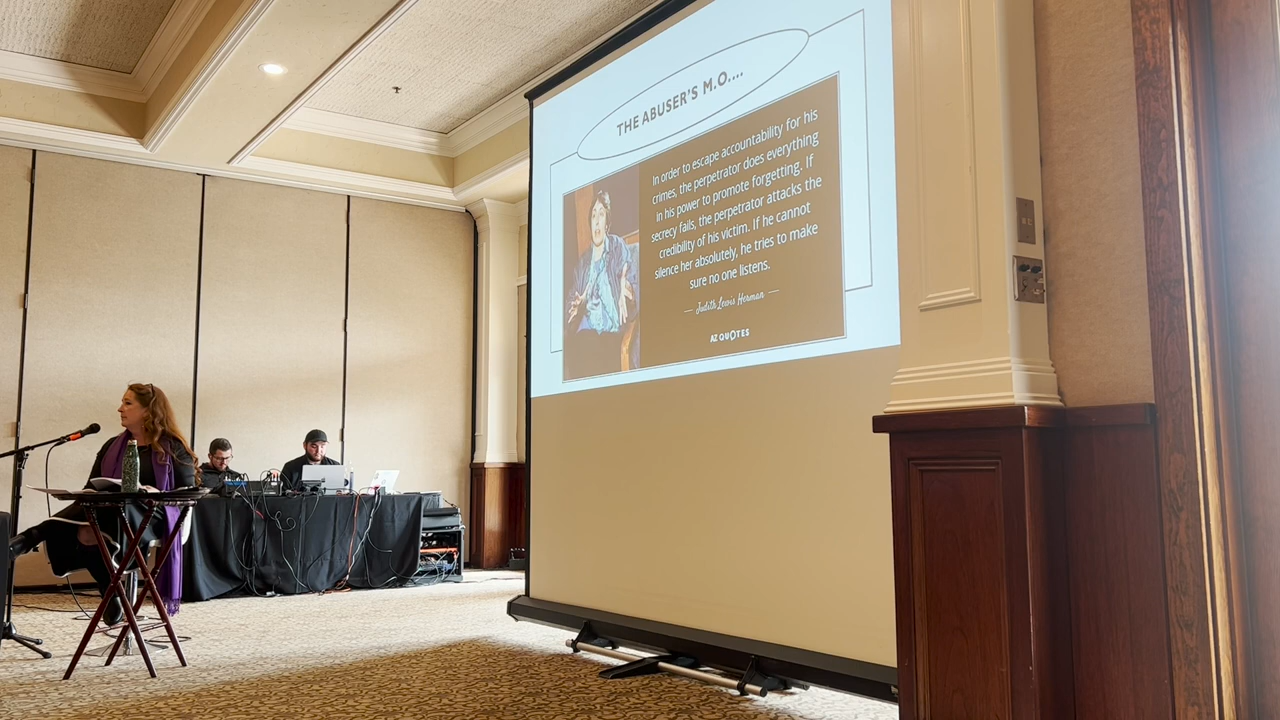 THE ABUSER'S M.O....
In order to escape accountability for his
crimes, the perpetrator does everything
in his power to promote forgetting. If
secrecy fails, the perpetrator attacks the
credibility of his victim. If he cannot
silence her absolutely, he tries to make
sure no one listens.
— Judith Lewis Herman —
AZ QUOTES